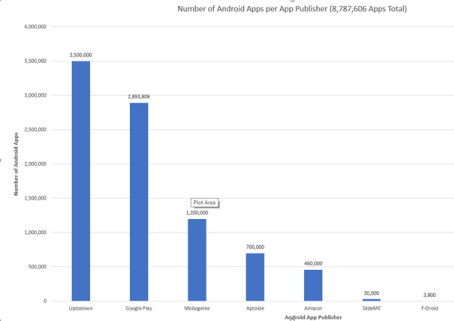 Number of Android Apps per App Publisher (8,787,606 Apps Total)
4,000,000
3,500,000
3,000,000
2,500,000
2,000,000
1,500,000
1,000,000
500,000
0
Number of Android Apps
3,500,000
2,893,806
Plot Area
1,200,000
700,000
460,000
30,000
3,800
Uptodown
Google Play
Mobogenie
Aptoide
Amazon
SlideME
F-Droid
Android App Publisher